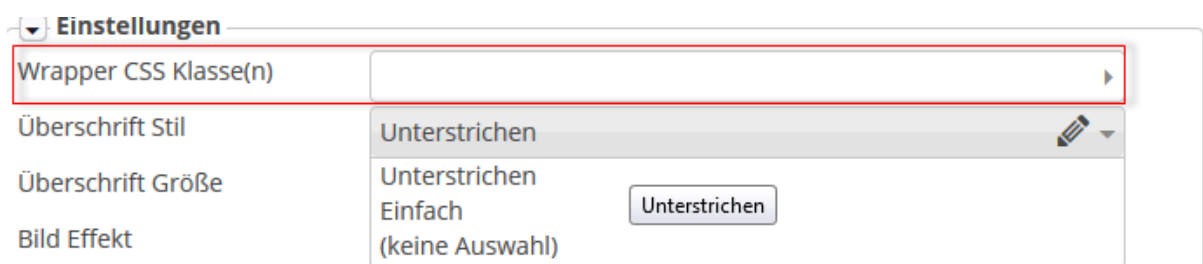 Einstellungen
Wrapper CSS Klasse(n)
Überschrift Stil
Unterstrichen
Überschrift Größe
Unterstrichen
Einfach
(keine Auswahl)
Unterstrichen
Bild Effekt